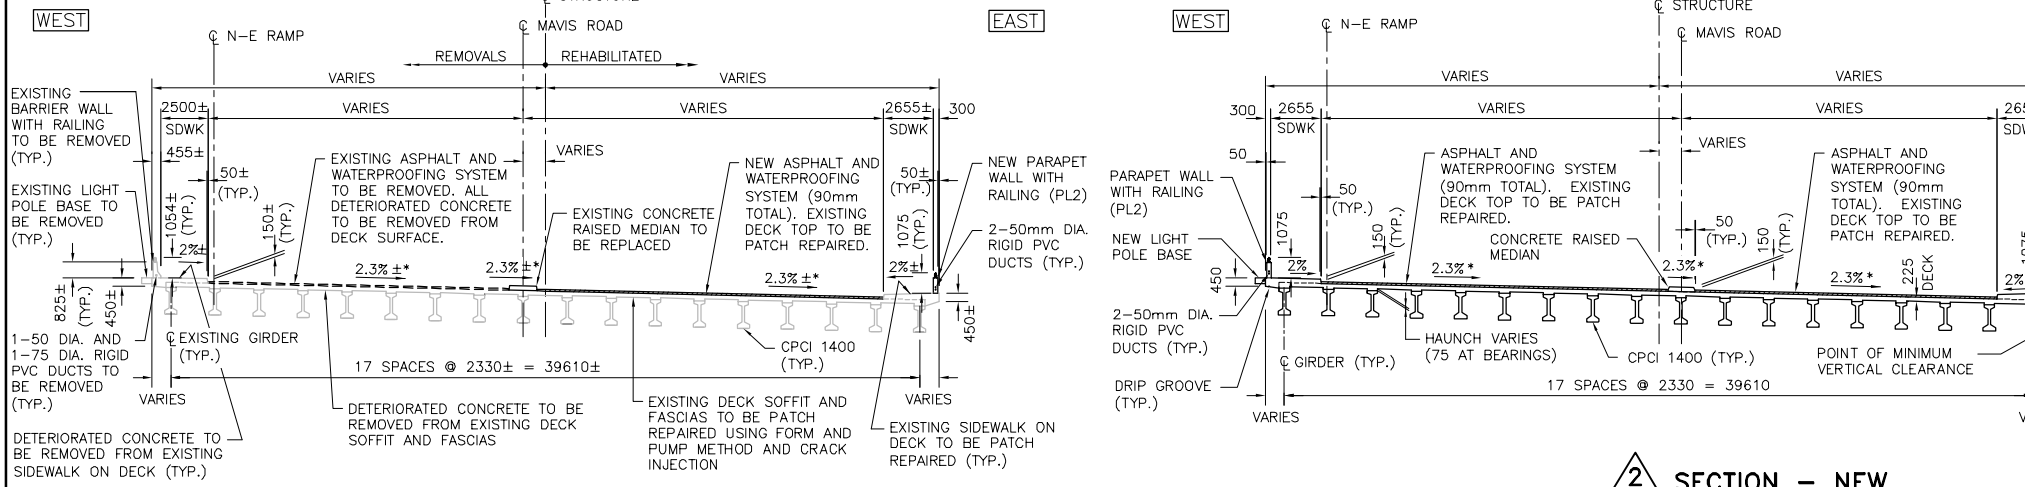 WEST
℄ N-E RAMP
℄ MAVIS ROAD
EAST
REMOVALS
REHABILITATED
VARIES
VARIES
EXISTING
BARRIER WALL
WITH RAILING
TO BE REMOVED
(TYP.)
2500±
SDWK
VARIES
VARIES
2655±
SDWK
300
455±
VARIES
50±
(TYP.)
EXISTING ASPHALT AND
WATERPROOFING SYSTEM
TO BE REMOVED. ALL
DETERIORATED CONCRETE
TO BE REMOVED FROM
DECK SURFACE.
NEW ASPHALT AND
WATERPROOFING
SYSTEM (90mm
TOTAL). EXISTING
DECK TOP TO BE
PATCH REPAIRED.
50±
(TYP.)
NEW PARAPET
WALL WITH
RAILING (PL2)
EXISTING LIGHT
POLE BASE TO
BE REMOVED
(TYP.)
1054±
(TYP.)
150±
(TYP.)
EXISTING CONCRETE
RAISED MEDIAN TO
BE REPLACED
1075
(TYP.)
2-50mm DIA.
RIGID PVC
DUCTS (TYP.)
2%±
2.3% ±*
2.3% ±*
2.3% ±*
2%±
825±
(TYP.)
450±
450±
1-50 DIA. AND
1-75 DIA. RIGID
PVC DUCTS TO
BE REMOVED
(TYP.)
℄ EXISTING GIRDER
(TYP.)
CPCI 1400
(TYP.)
17 SPACES @ 2330± = 39610±
VARIES
VARIES
DETERIORATED CONCRETE TO
BE REMOVED FROM EXISTING
SIDEWALK ON DECK (TYP.)
DETERIORATED CONCRETE TO BE
REMOVED FROM EXISTING DECK
SOFFIT AND FASCIAS
EXISTING DECK SOFFIT AND
FASCIAS TO BE PATCH
REPAIRED USING FORM AND
PUMP METHOD AND CRACK
INJECTION
EXISTING SIDEWALK ON
DECK TO BE PATCH
REPAIRED (TYP.)
WEST
℄ N-E RAMP
℄ STRUCTURE
℄ MAVIS ROAD
VARIES
VARIES
300
2655
SDWK
VARIES
VARIES
VARIES
50
PARAPET WALL
WITH RAILING
(PL2)
50
(TYP.)
ASPHALT AND
WATERPROOFING SYSTEM
(90mm TOTAL). EXISTING
DECK TOP TO BE PATCH
REPAIRED.
ASPHALT AND
WATERPROOFING
SYSTEM (90mm
TOTAL). EXISTING
DECK TOP TO BE
PATCH REPAIRED.
1075
150
(TYP.)
50
(TYP.)
150
(TYP.)
NEW LIGHT
POLE BASE
CONCRETE RAISED
MEDIAN
2%
2.3%*
2.3%*
2.3%*
225
DECK
2%
450
2-50mm DIA.
RIGID PVC
DUCTS (TYP.)
HAUNCH VARIES
(75 AT BEARINGS)
℄ GIRDER (TYP.)
CPCI 1400 (TYP.)
POINT OF MINIMUM
VERTICAL CLEARANCE
DRIP GROOVE
(TYP.)
17 SPACES @ 2330 = 39610
VARIES
2 SECTION - NEW